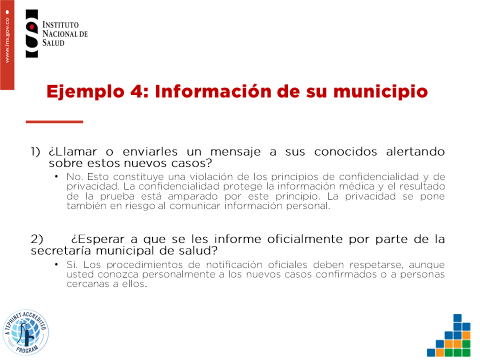 www.ins.gov.co
INSTITUTO
NACIONAL DE
SALUD
Ejemplo 4: Información de su municipio
1) ¿Llamar o enviarles un mensaje a sus conocidos alertando
sobre estos nuevos casos?
• No. Esto constituye una violación de los principios de confidencialidad y de
privacidad. La confidencialidad protege la información médica y el resultado
de la prueba está amparado por este principio. La privacidad se pone
también en riesgo al comunicar información personal.
2) ¿Esperar a que se les informe oficialmente por parte de la
secretaría municipal de salud?
• Si. Los procedimientos de notificación oficiales deben respetarse, aunque
usted conozca personalmente a los nuevos casos confirmados o a personas
cercanas a ellos.
A TEPHINET ACCREDITED
PROGRAM